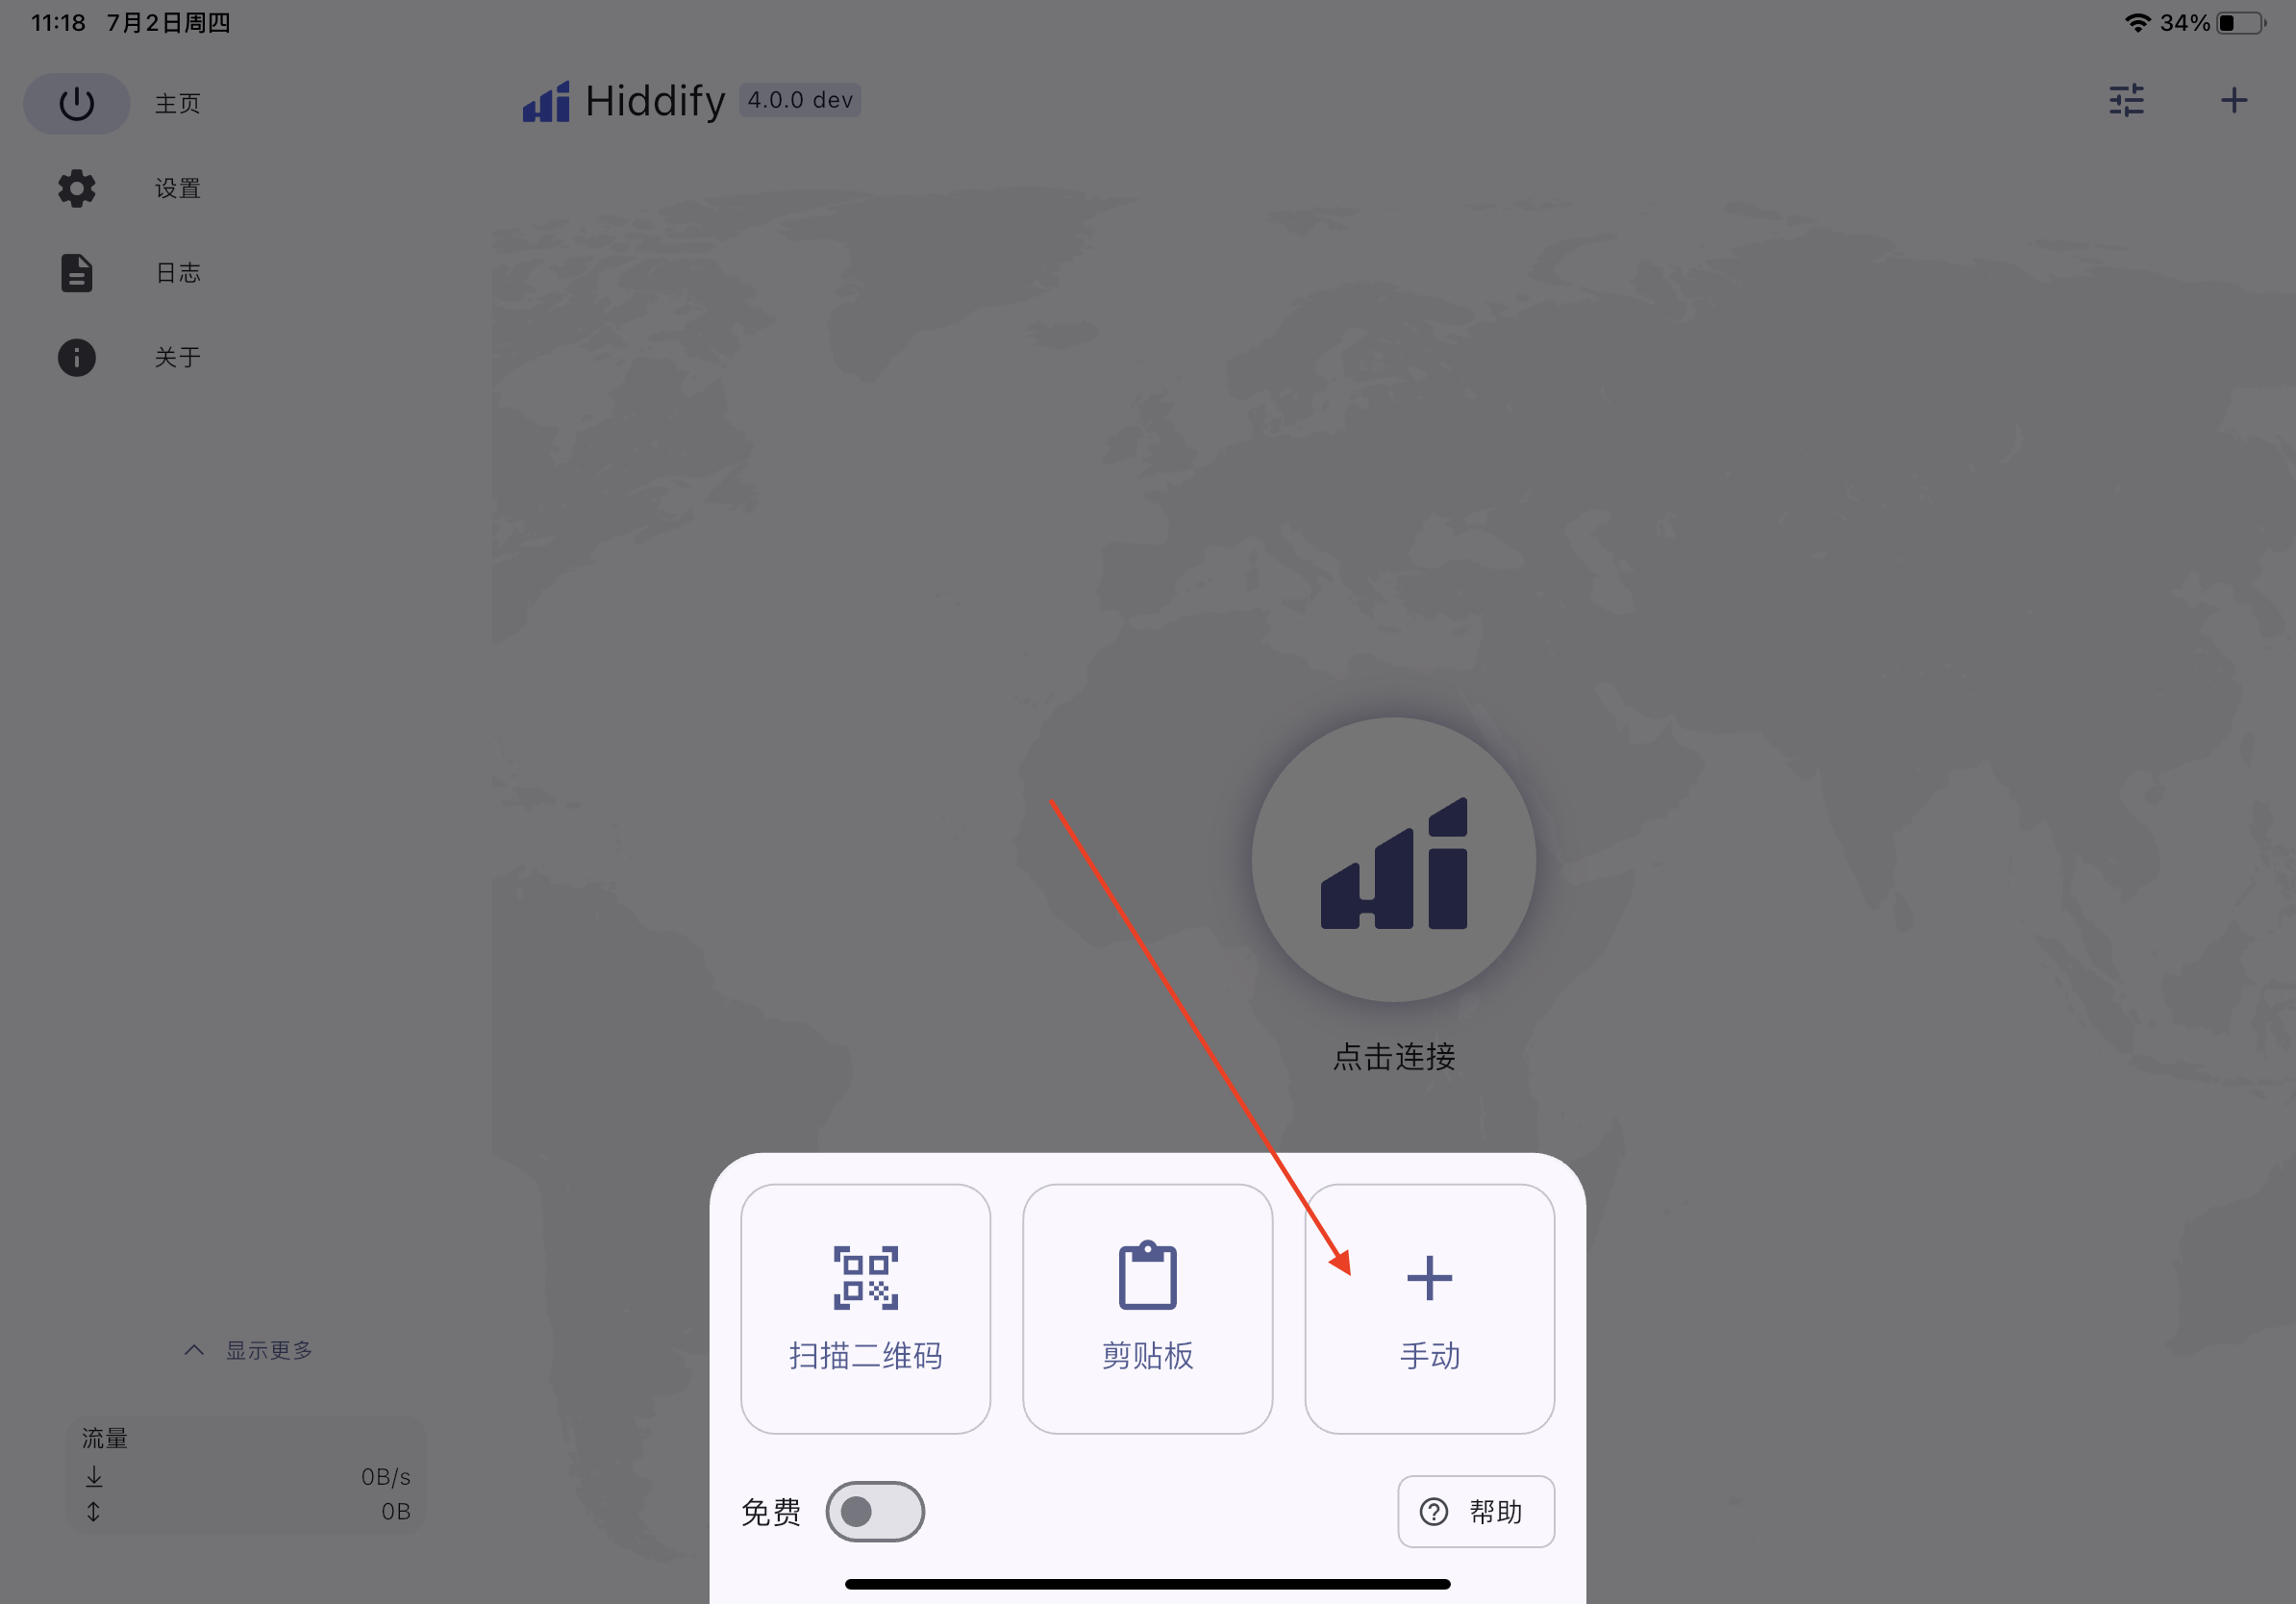 11:18 7月2日周四
34%
主页
设置
日志
关于
Hiddify 4.0.0 dev
点击连接
扫描二维码
剪贴板
手动
免费
帮助
显示更多
流量
0B/s
0B